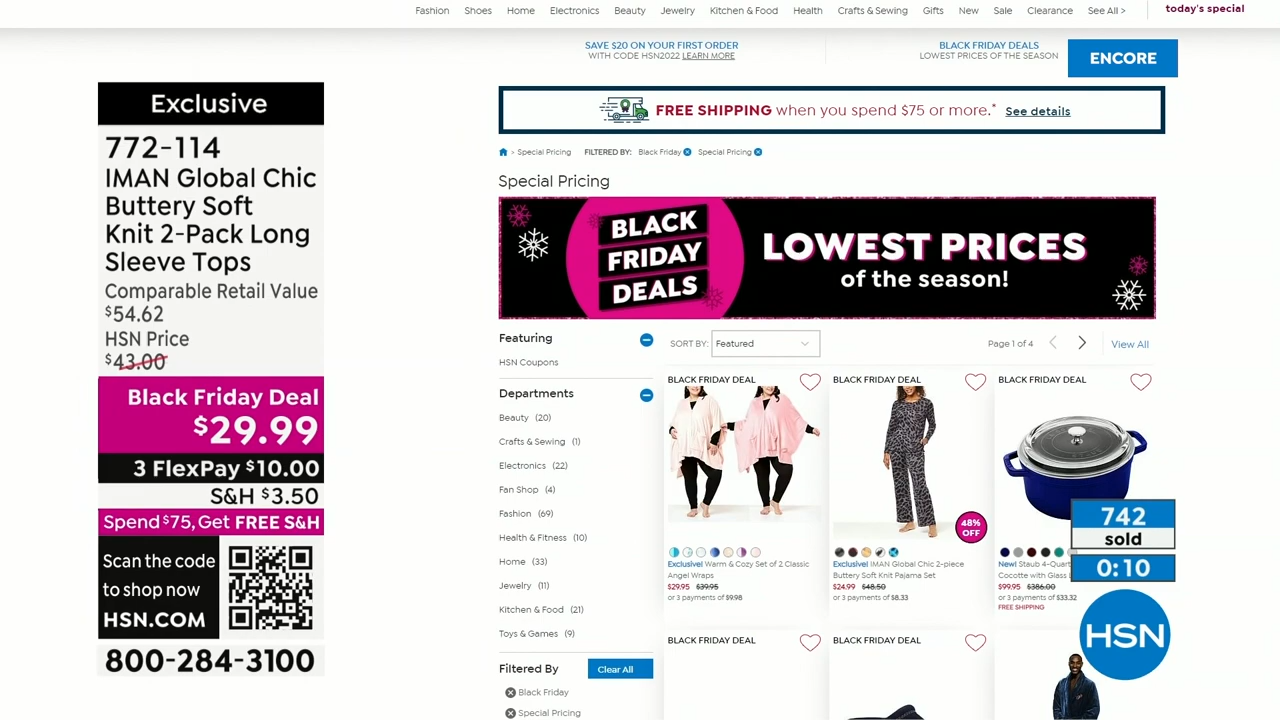 Fashion Shoes Home Electronics Beauty Jewelry Kitchen & Food Health Crafts & Sewing Gifts New Sale Clearance See All > today's special
SAVE $20 ON YOUR FIRST ORDER
WITH CODE HSN2022 LEARN MORE
BLACK FRIDAY DEALS
LOWEST PRICES OF THE SEASON
ENCORE
Exclusive
772-114
IMAN Global Chic
Buttery Soft
Knit 2-Pack Long
Sleeve Tops
Comparable Retail Value
$54.62
HSN Price
$43.00
Black Friday Deal
$29.99
3 FlexPay $10.00
S&H $3.50
Spend $75, Get FREE S&H
Scan the code
to shop now
HSN.COM
800-284-3100
FREE SHIPPING when you spend $75 or more.* See details
> Special Pricing FILTERED BY: Black Friday Special Pricing
Special Pricing
BLACK
FRIDAY
DEALS
LOWEST PRICES
of the season!
Featuring
HSN Coupons
Departments
Beauty (20)
Crafts & Sewing (1)
Electronics (22)
Fan Shop (4)
Fashion (69)
Health & Fitness (10)
Home (33)
Jewelry (11)
Kitchen & Food (21)
Toys & Games (9)
Filtered By Clear All
Black Friday
Special Pricing
SORT BY: Featured Page 1 of 4 View All
BLACK FRIDAY DEAL
Exclusive! Warm & Cozy Set of 2 Classic
Angel Wraps
$29.95 $39.95
or 3 payments of $9.98
BLACK FRIDAY DEAL
48%
OFF
Exclusive! IMAN Global Chic 2-piece
Buttery Soft Knit Pajama Set
$24.99 $48.50
or 3 payments of $8.33
BLACK FRIDAY DEAL
New! Staub 4-Quart
Cocotte with Glass L
$99.95 $386.00
or 3 payments of $33.32
FREE SHIPPING
BLACK FRIDAY DEAL
BLACK FRIDAY DEAL
742
sold
0:10
HSN